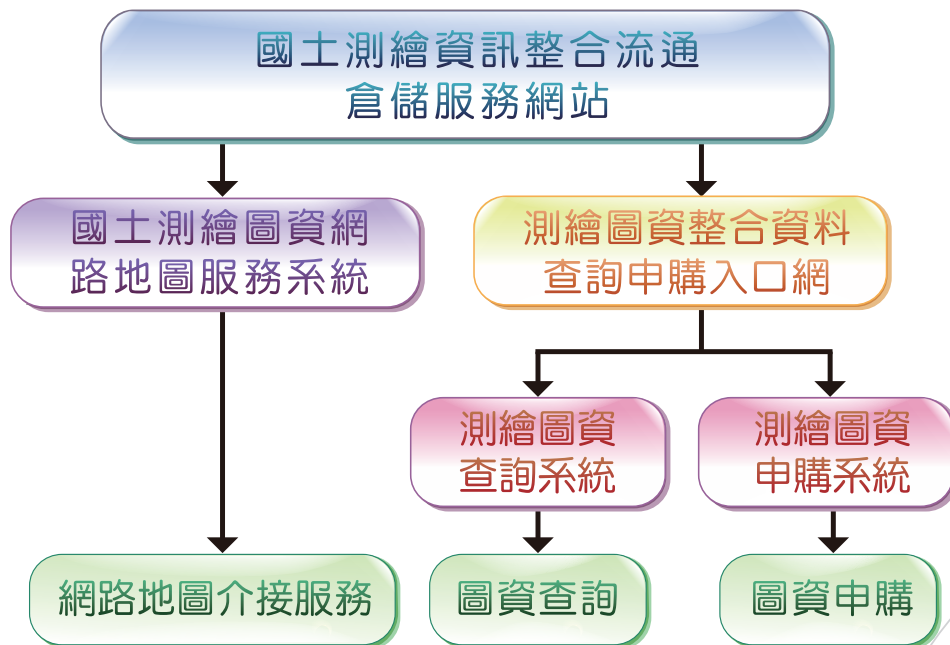 國土測繪資訊整合流通
倉儲服務網站
國土測繪圖資網
路地圖服務系統
測繪圖資整合資料
查詢申購入口網
測繪圖資
查詢系統
測繪圖資
申購系統
網路地圖介接服務
圖資查詢
圖資申購